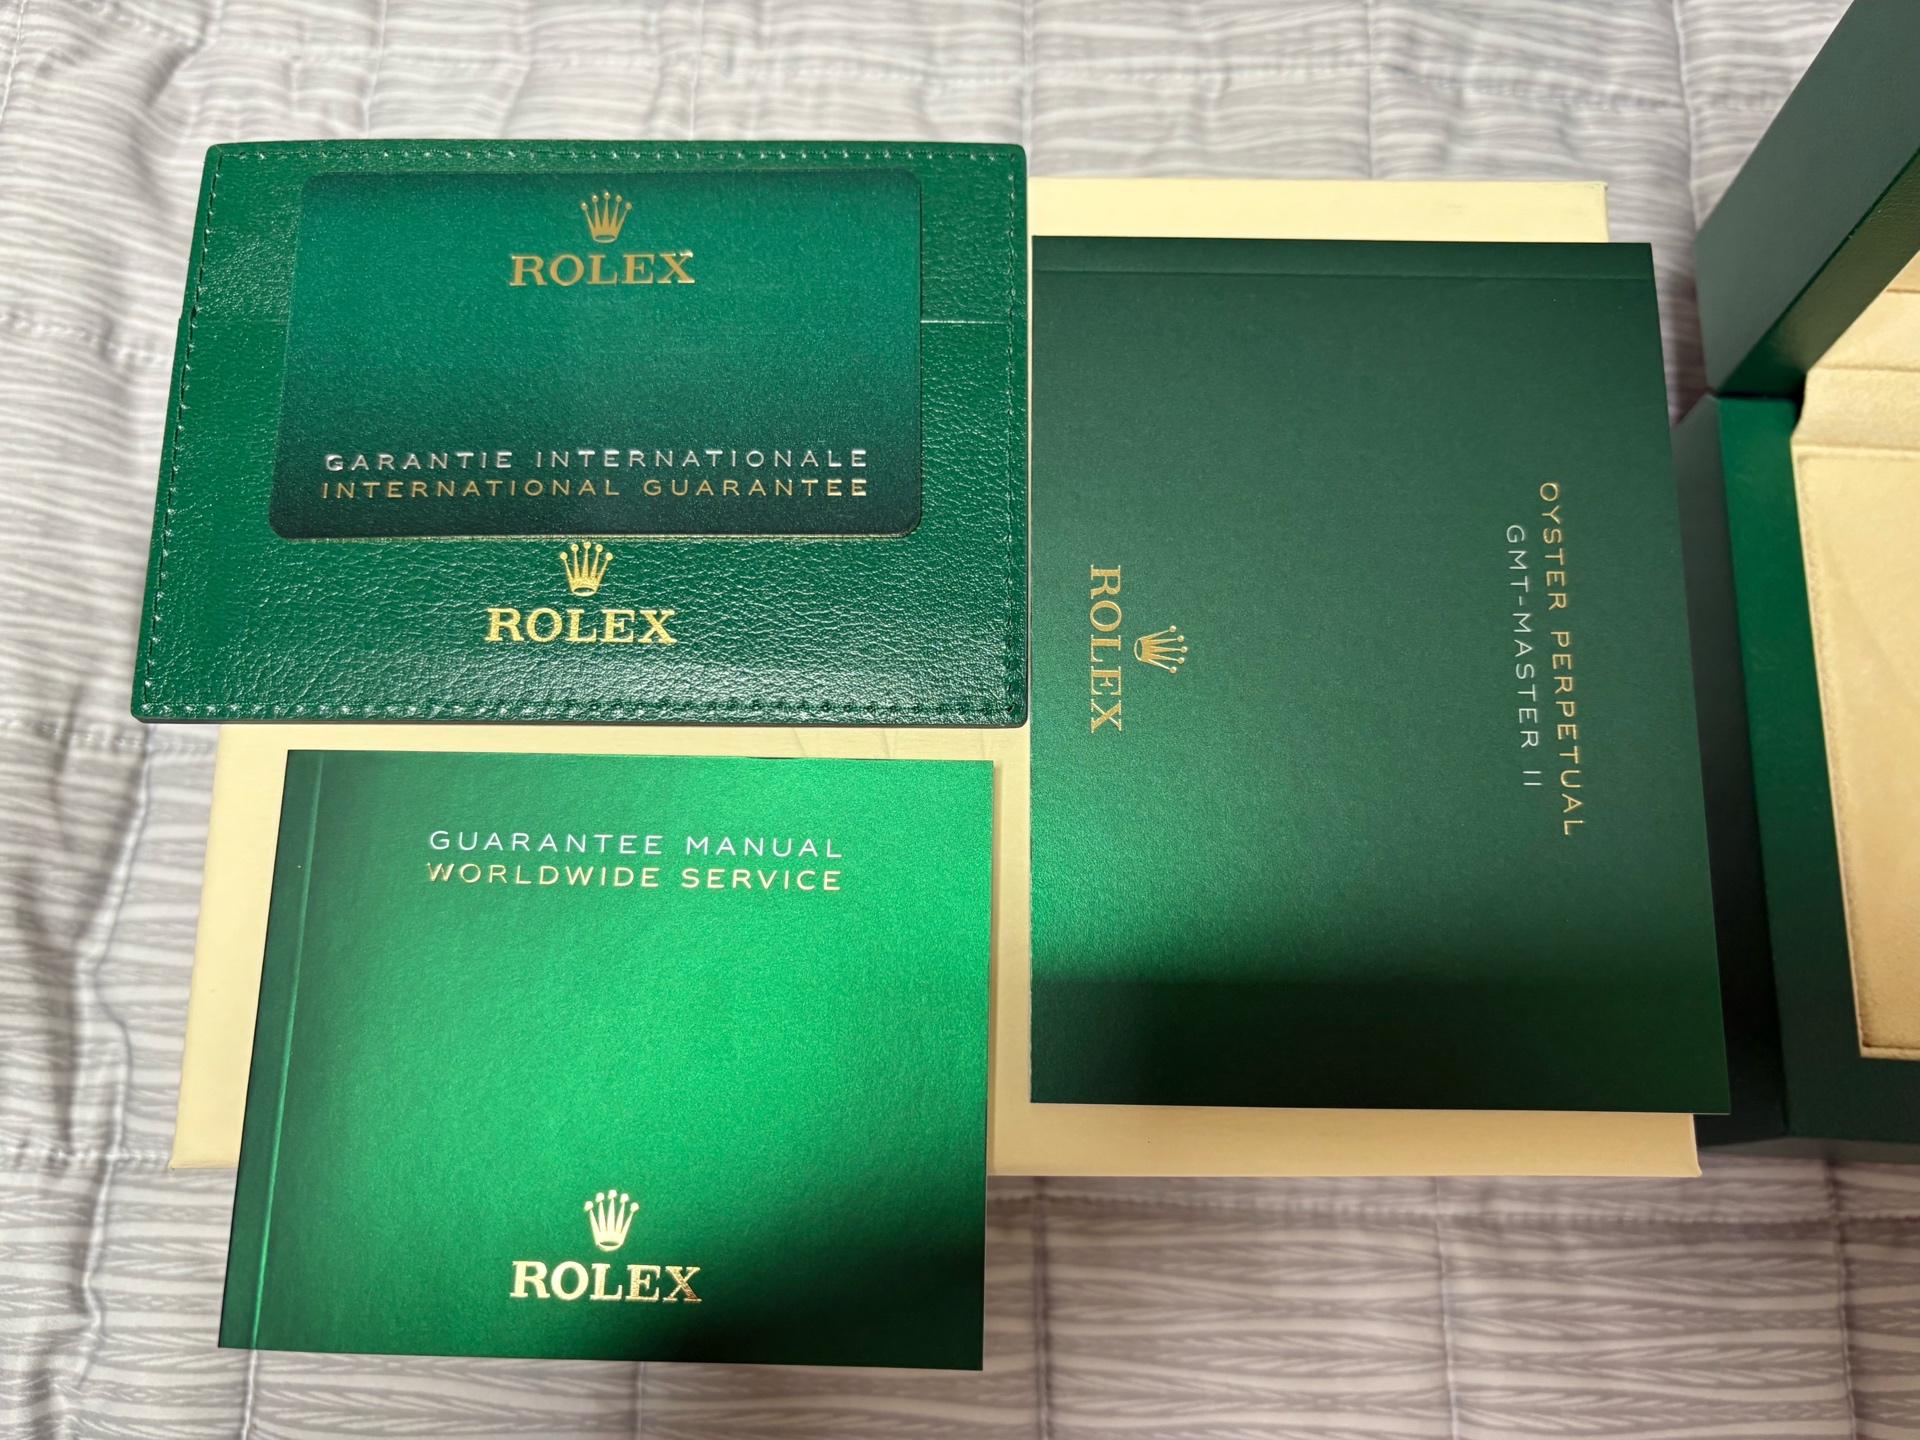 ROLEX
GARANTIE INTERNATIONALE
INTERNATIONAL GUARANTEE
ROLEX
GUARANTEE MANUAL
WORLDWIDE SERVICE
ROLEX
OYSTER PERPETUAL
GMT-MASTER II
ROLEX